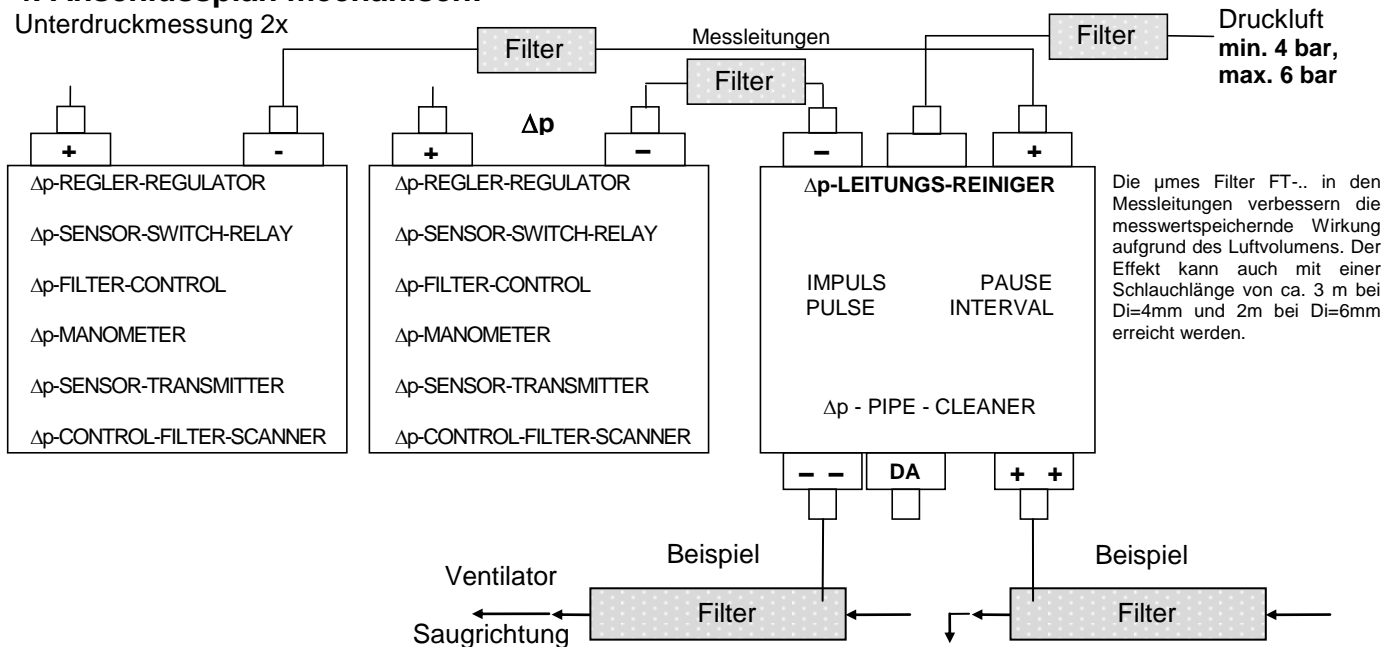 Unterdruckmessung 2x
Filter
Messleitungen
Filter
Filter
Druckluft
min. 4 bar,
max. 6 bar
Δp
+
-
+
–
–
+
Δp-REGLER-REGULATOR
Δp-SENSOR-SWITCH-RELAY
Δp-FILTER-CONTROL
Δp-MANOMETER
Δp-SENSOR-TRANSMITTER
Δp-CONTROL-FILTER-SCANNER
Δp-REGLER-REGULATOR
Δp-SENSOR-SWITCH-RELAY
Δp-FILTER-CONTROL
Δp-MANOMETER
Δp-SENSOR-TRANSMITTER
Δp-CONTROL-FILTER-SCANNER
Δp-LEITUNGS-REINIGER
IMPULS PAUSE
PULSE INTERVAL
Δp - PIPE - CLEANER
– –
DA
+ +
Die µmes Filter FT-.. in den
Messleitungen verbessern die
messwertspeichernde Wirkung
aufgrund des Luftvolumens. Der
Effekt kann auch mit einer
Schlauchlänge von ca. 3 m bei
Di=4mm und 2m bei Di=6mm
erreicht werden.
Beispiel
Ventilator
Filter
Saugrichtung
Beispiel
Filter